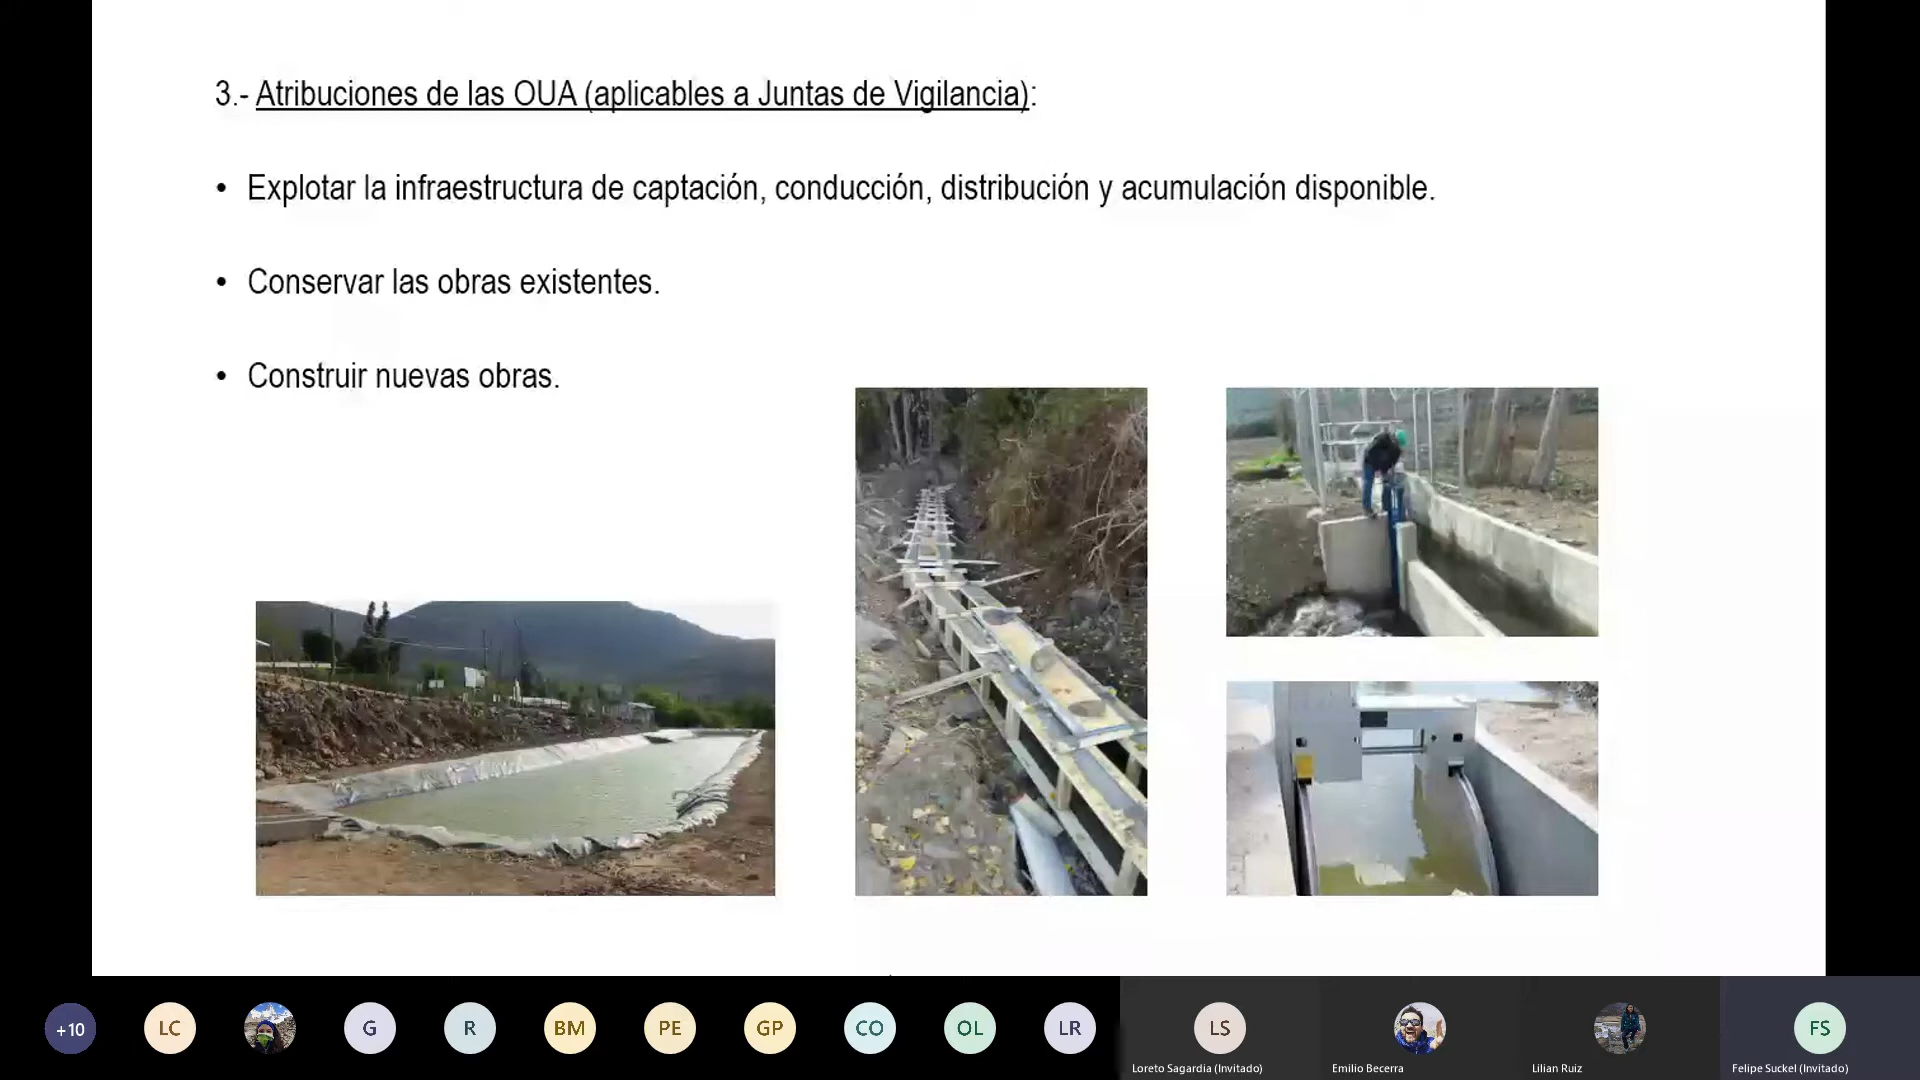 3.- Atribuciones de las OUA (aplicables a Juntas de Vigilancia):
• Explotar la infraestructura de captación, conducción, distribución y acumulación disponible.
• Conservar las obras existentes.
• Construir nuevas obras.
+10
LC
G
R
BM
PE
GP
CO
OL
LR
LS
FS
Loreto Sagardia (Invitado)
Emilio Becerra
Lilian Ruiz
Felipe Suckel (Invitado)